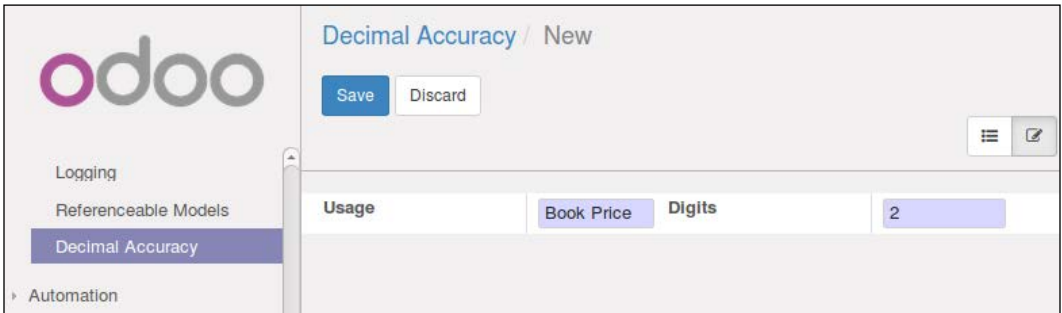 odoo
Logging
Referenceable Models
Decimal Accuracy
Automation
Decimal Accuracy / New
Save Discard
Usage Book Price Digits 2